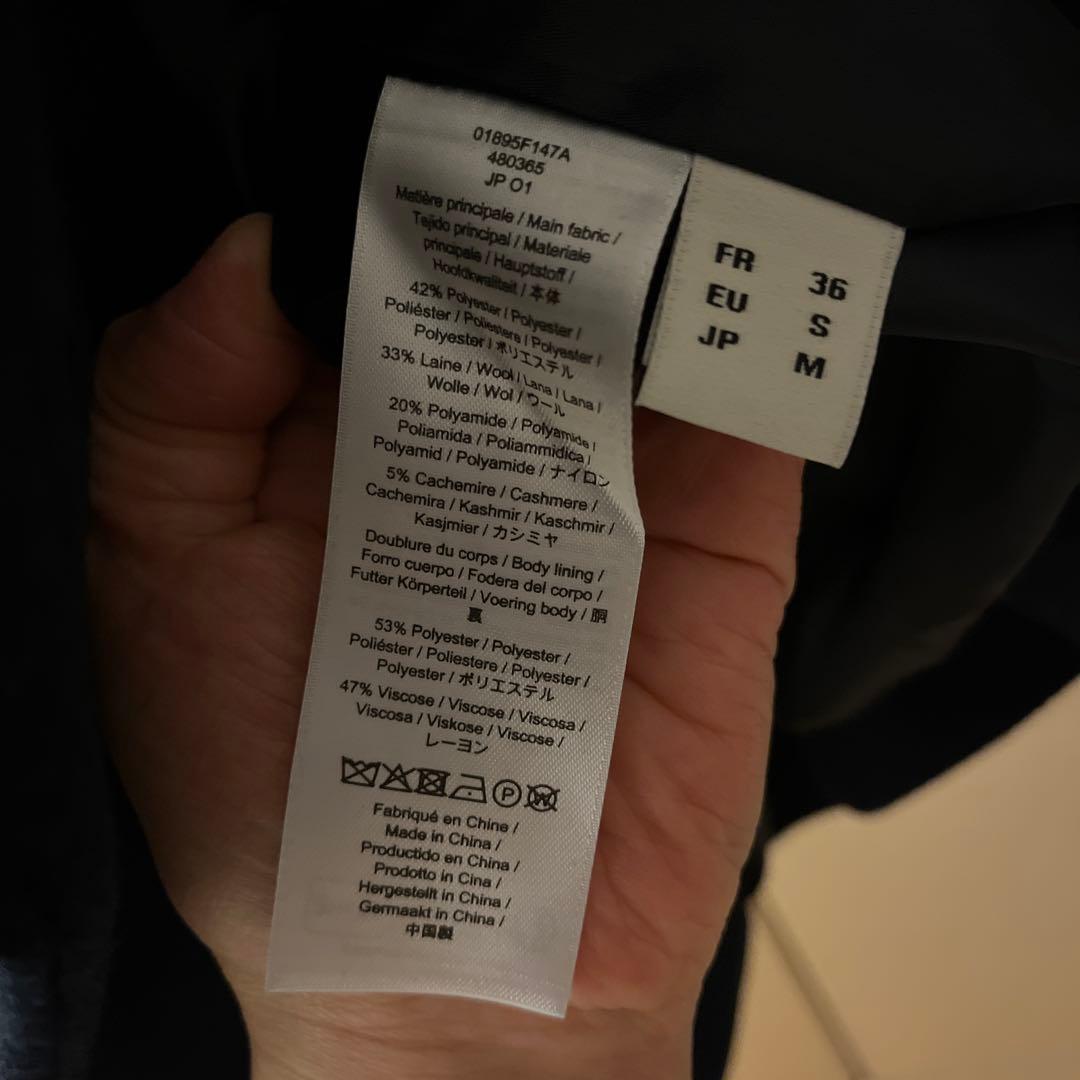 01895F147A
480365
JP O1
Matière principale / Main fabric /
Tejido principal / Materiale
principale / Hauptstoff /
Hoofdkwaliteit / 本体
42% Polyester / Polyester /
Poliéster / Poliestere / Polyester /
Polyester / ポリエステル
33% Laine / Wool / Lana / Lana /
Wolle / Wol / ウール
20% Polyamide / Polyamide /
Poliamida / Poliammidica /
Polyamid / Polyamide / ナイロン
5% Cachemire / Cashmere /
Cachemira / Kashmir / Kaschmir /
Kasjmier / カシミヤ
Doublure du corps / Body lining /
Forro cuerpo / Fodera del corpo /
Futter Körperteil / Voering body / 胴
裏
53% Polyester / Polyester /
Poliéster / Poliestere / Polyester /
Polyester / ポリエステル
47% Viscose / Viscose / Viscosa /
Viscosa / Viskose / Viscose /
レーヨン
P W
Fabriqué en Chine /
Made in China /
Productido en China /
Prodotto in Cina /
Hergestellt in China /
Germaakt in China /
中国製
FR 36
EU S
JP M